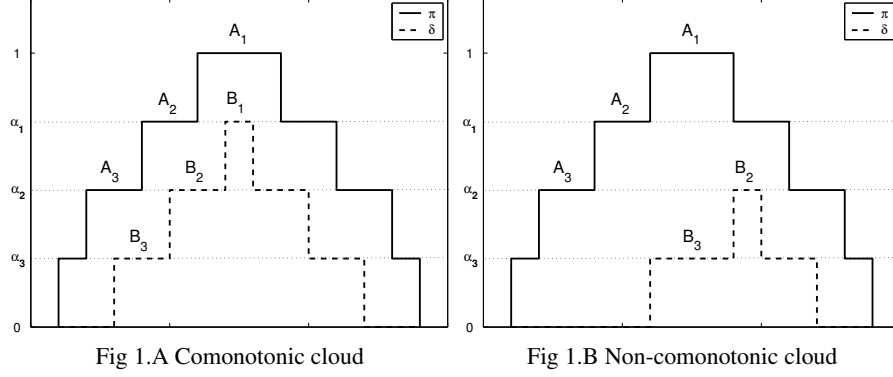 π
δ
A₁
1
A₂
B₁
α₁
A₃
B₂
α₂
B₃
α₃
0
Fig 1.A Comonotonic cloud
π
δ
A₁
1
A₂
α₁
A₃
B₂
α₂
B₃
α₃
0
Fig 1.B Non-comonotonic cloud